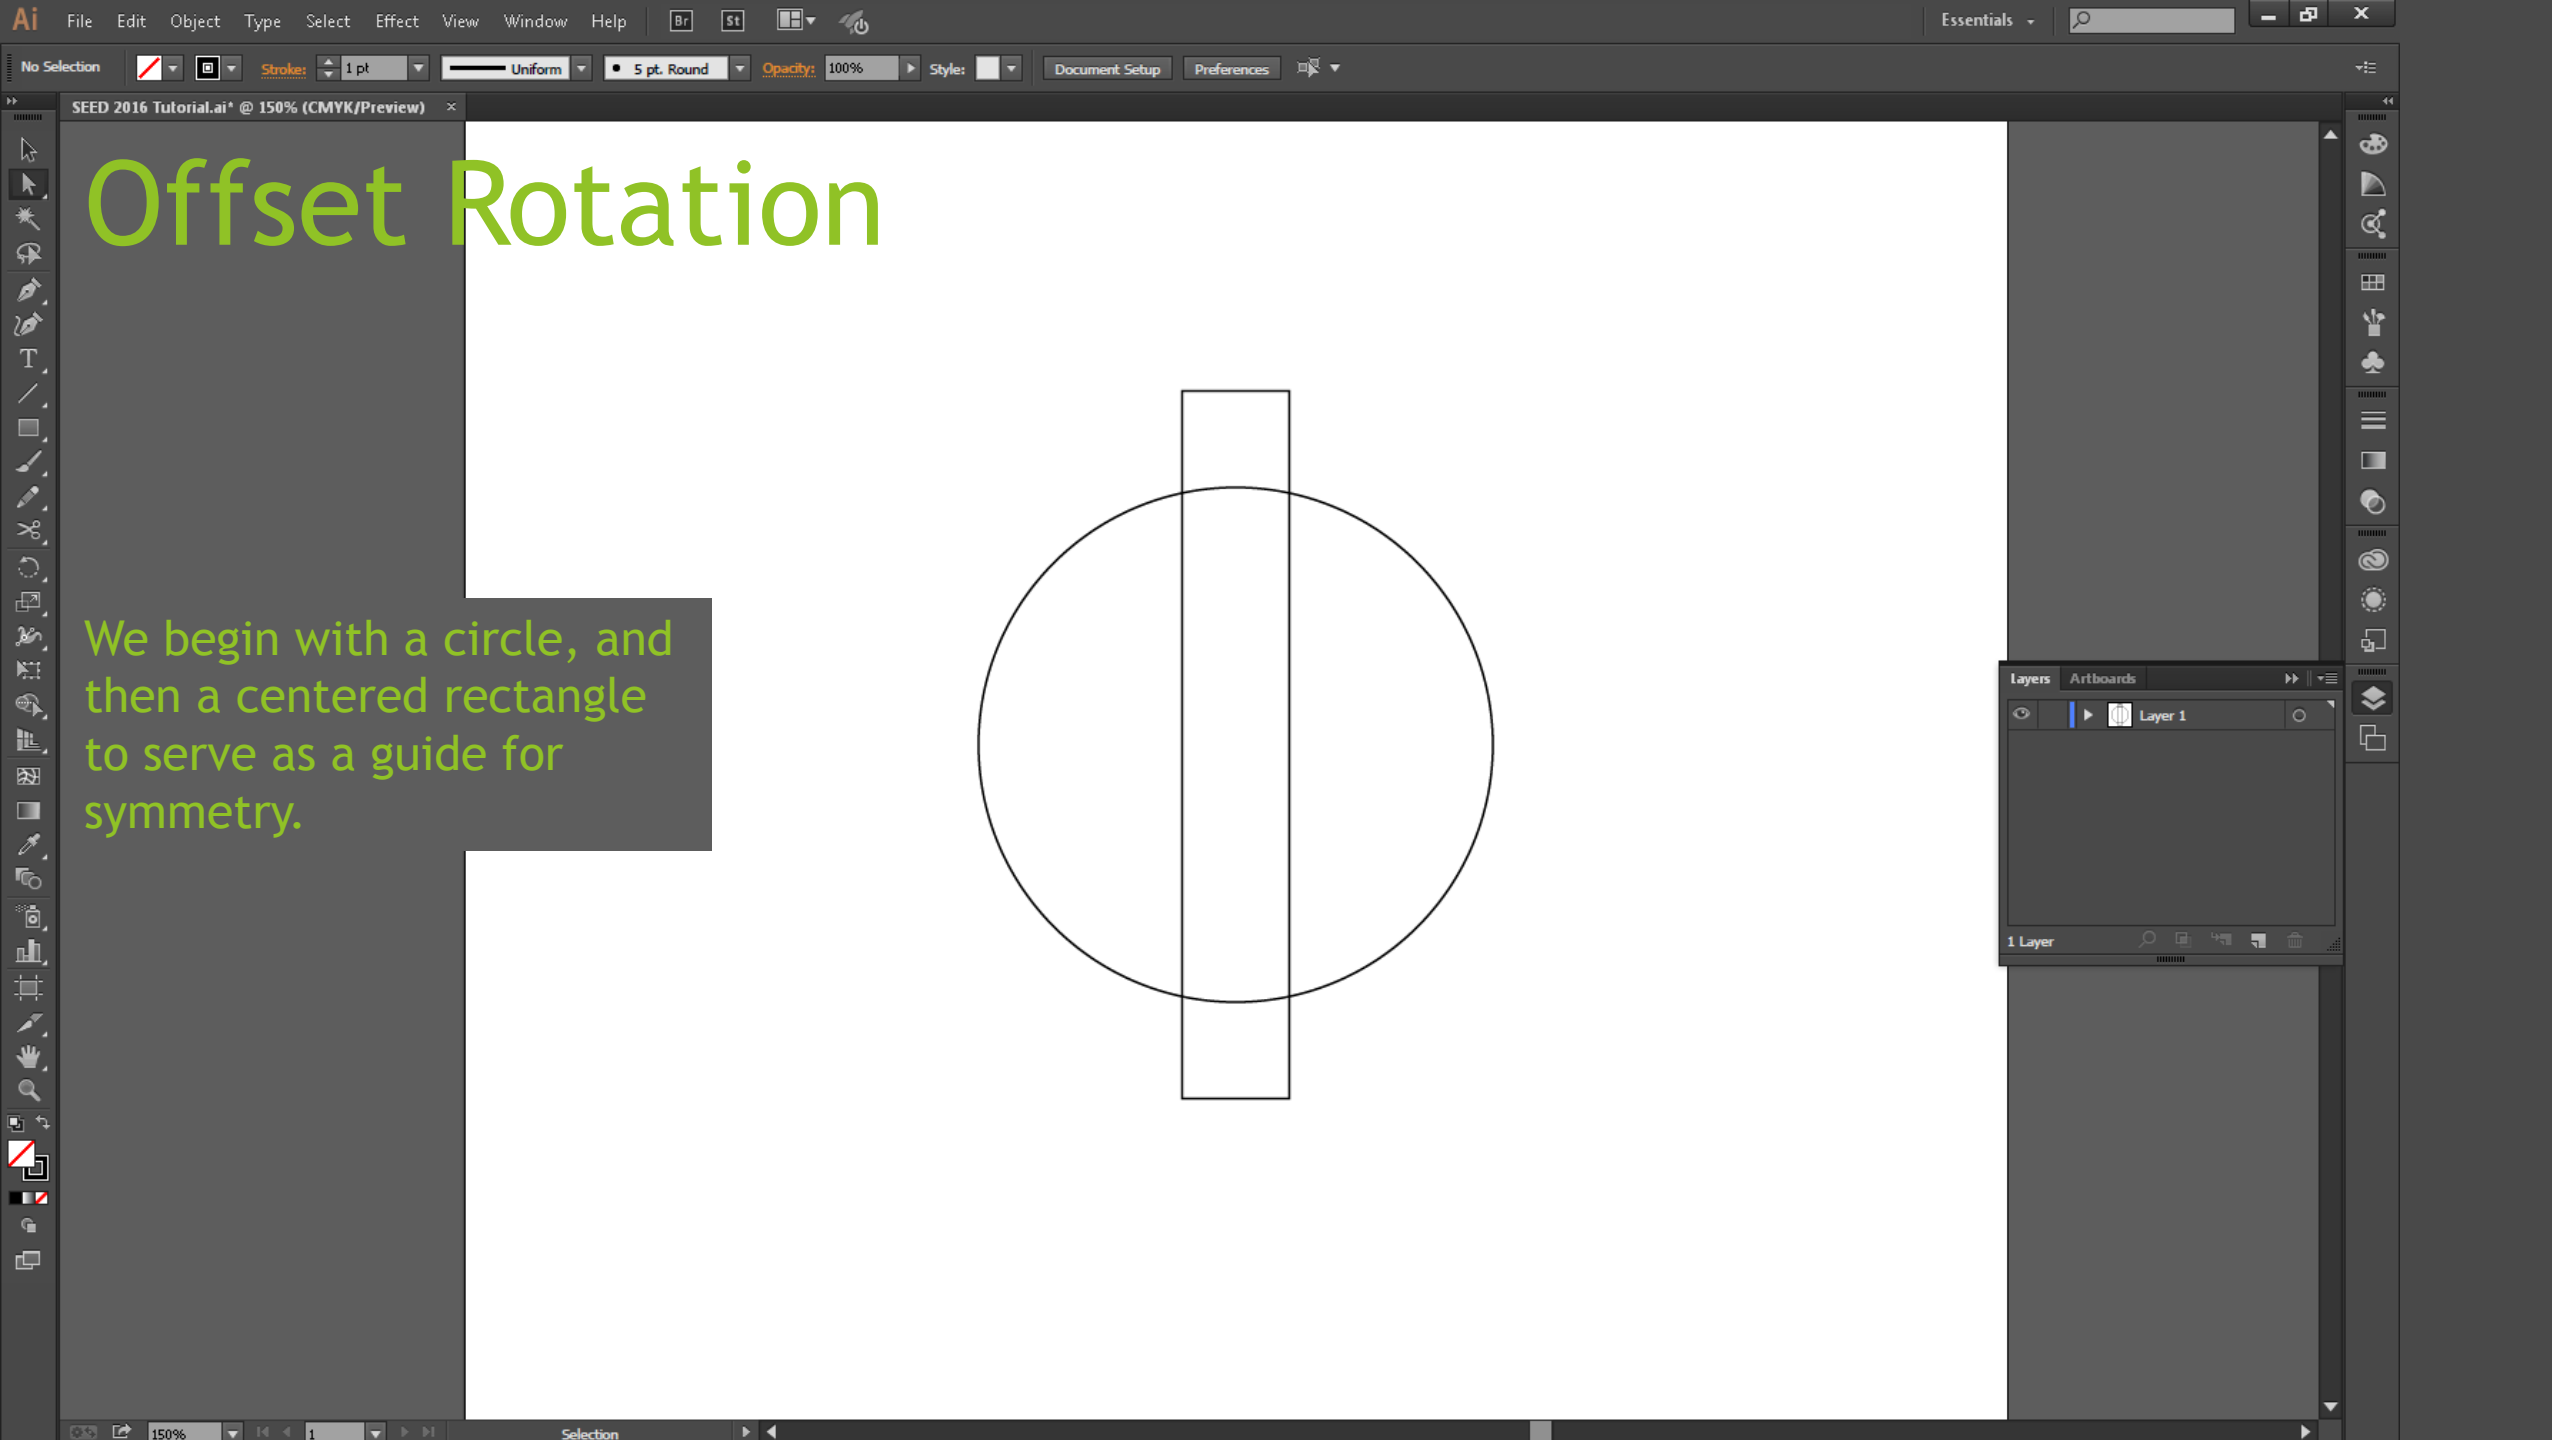 Ai File Edit Object Type Select Effect View Window Help Br St Essentials
No Selection Stroke: 1 pt Uniform 5 pt. Round Opacity: 100% Style: Document Setup Preferences
SEED 2016 Tutorial.ai* @ 150% (CMYK/Preview)
Offset Rotation
We begin with a circle, and
then a centered rectangle
to serve as a guide for
symmetry.
Layers Artboards
Layer 1
1 Layer
150% 1 Selection